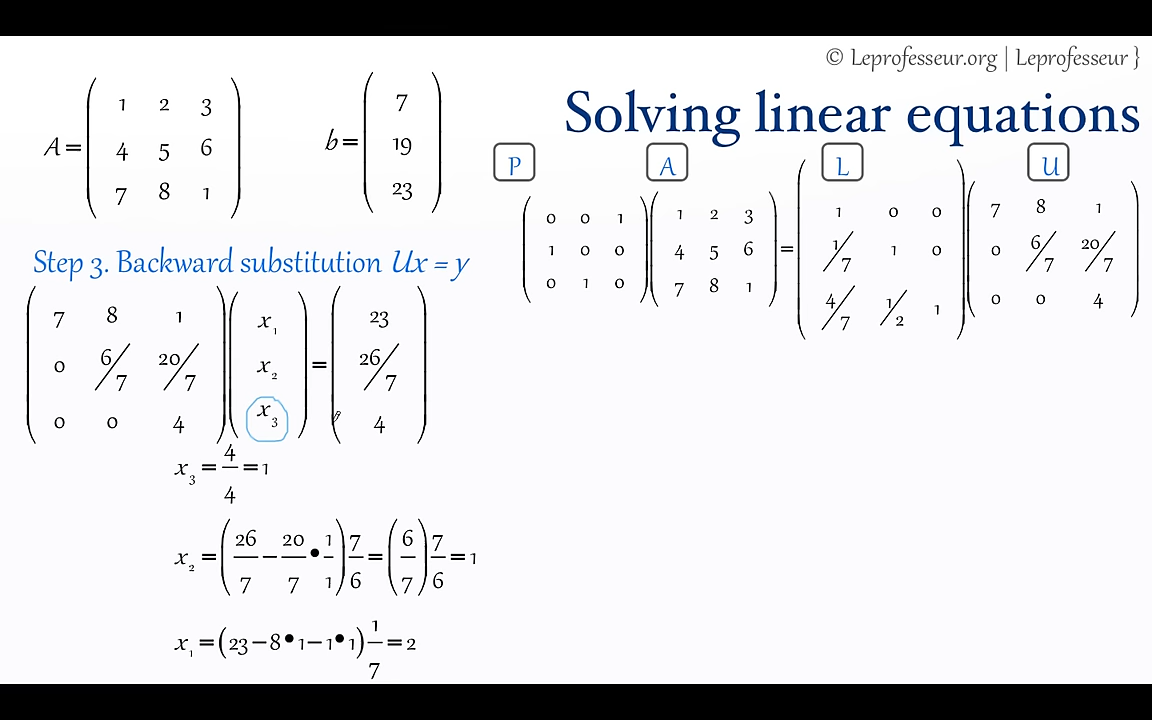 © Leprofesseur.org | Leprofesseur }
Solving linear equations
A = ( 1 2 3
4 5 6
7 8 1 )
b = ( 7
19
23 )
P A L U
( 0 0 1
1 0 0
0 1 0 )
( 1 2 3
4 5 6
7 8 1 )
=
( 1 0 0
1/7 1 0
4/7 1/2 1 )
( 7 8 1
0 6/7 20/7
0 0 4 )
Step 3. Backward substitution Ux = y
( 7 8 1
0 6/7 20/7
0 0 4 )
( x₁
x₂
x₃ )
=
( 23
26/7
4 )
x₃ = 4/4 = 1
x₂ = (26/7 − 20/7 • 1/1) 7/6 = (6/7) 7/6 = 1
x₁ = (23 − 8 • 1 − 1 • 1) 1/7 = 2